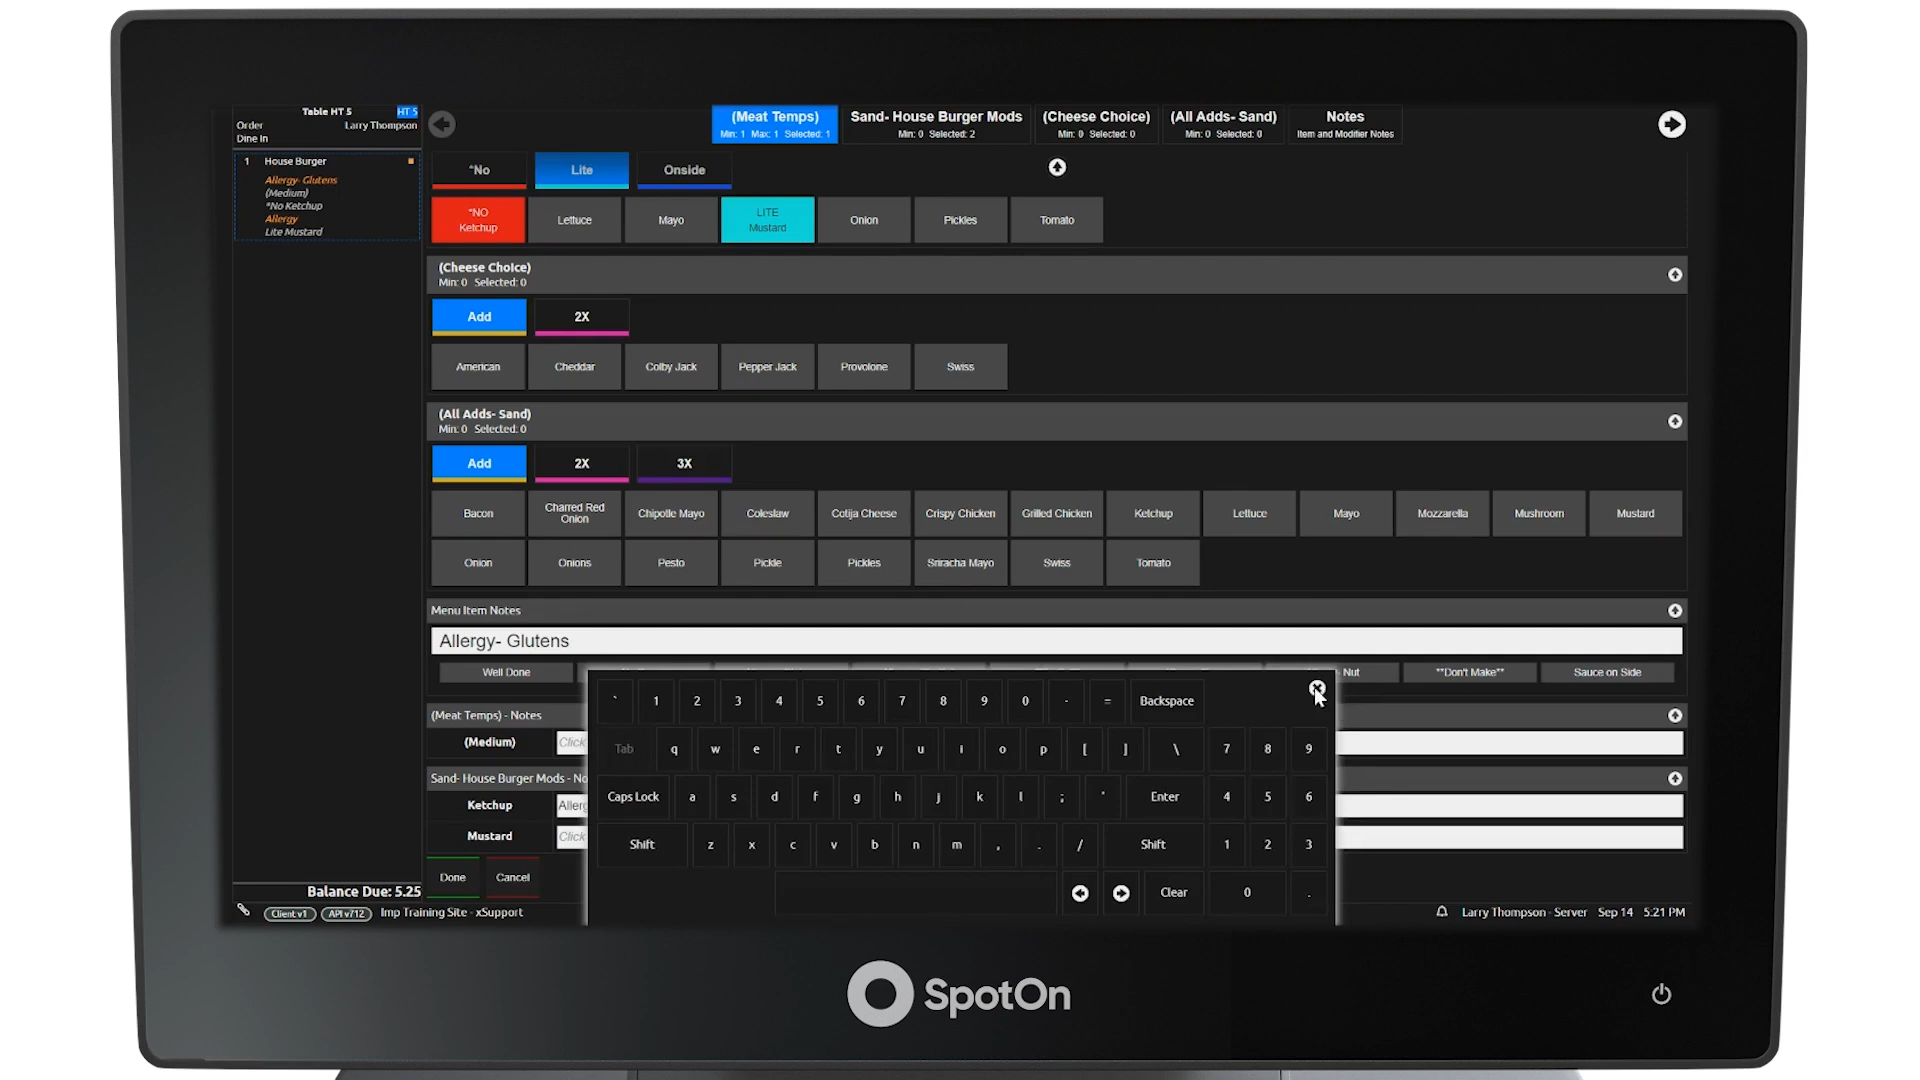 Table HT 5 HT 5
Order Larry Thompson
Dine In
1 House Burger
Allergy- Glutens
(Medium)
*No Ketchup
Allergy
Lite Mustard
Balance Due: 5.25
(Meat Temps)
Min: 1 Max: 1 Selected: 1
Sand- House Burger Mods
Min: 0 Selected: 2
(Cheese Choice)
Min: 0 Selected: 0
(All Adds- Sand)
Min: 0 Selected: 0
Notes
Item and Modifier Notes
*No Lite Onside
*NO
Ketchup
Lettuce Mayo
LITE
Mustard
Onion Pickles Tomato
(Cheese Choice)
Min: 0 Selected: 0
Add 2X
American Cheddar Colby Jack Pepper Jack Provolone Swiss
(All Adds- Sand)
Min: 0 Selected: 0
Add 2X 3X
Bacon
Charred Red
Onion
Chipotle Mayo Coleslaw Cotija Cheese Crispy Chicken Grilled Chicken Ketchup Lettuce Mayo Mozzarella Mushroom Mustard
Onion Onions Pesto Pickle Pickles Sriracha Mayo Swiss Tomato
Menu Item Notes
Allergy- Glutens
Well Done Nut **Don't Make** Sauce on Side
(Meat Temps) - Notes
(Medium) Click
Sand- House Burger Mods - No
Ketchup Allerg
Mustard Click
Done Cancel
` 1 2 3 4 5 6 7 8 9 0 - = Backspace
Tab q w e r t y u i o p [ ] \ 7 8 9
Caps Lock a s d f g h j k l ; ' Enter 4 5 6
Shift z x c v b n m , . / Shift 1 2 3
Clear 0 .
Client v1 API v712 Imp Training Site - xSupport
Larry Thompson - Server Sep 14 5:21 PM
SpotOn